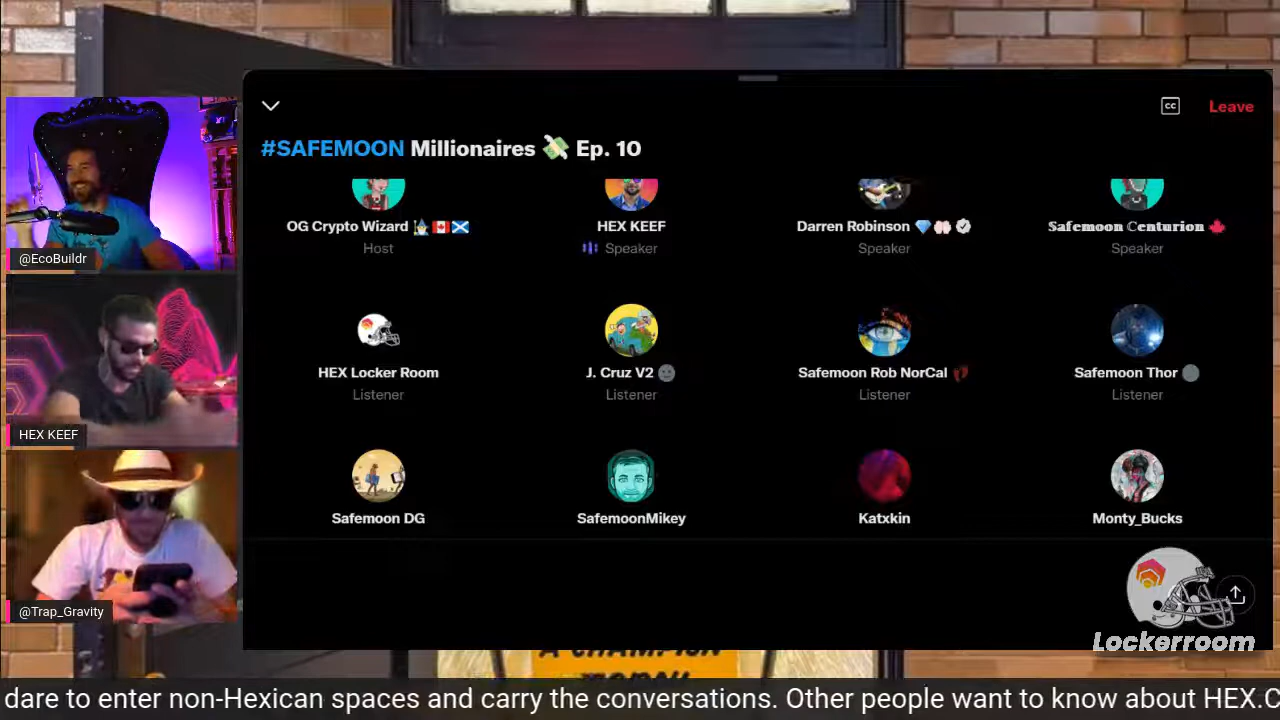 Leave
#SAFEMOON Millionaires 💸 Ep. 10
OG Crypto Wizard
HEX KEEF
Darren Robinson
Safemoon ℂenturion
Host
Speaker
Speaker
Speaker
@EcoBuildr
HEX Locker Room
J. Cruz V2
Safemoon Rob NorCal
Safemoon Thor
Listener
Listener
Listener
Listener
HEX KEEF
Safemoon DG
SafemoonMikey
Katxkin
Monty_Bucks
@Trap_Gravity
Lockerroom
A CHAMPION
dare to enter non-Hexican spaces and carry the conversations. Other people want to know about HEX.C